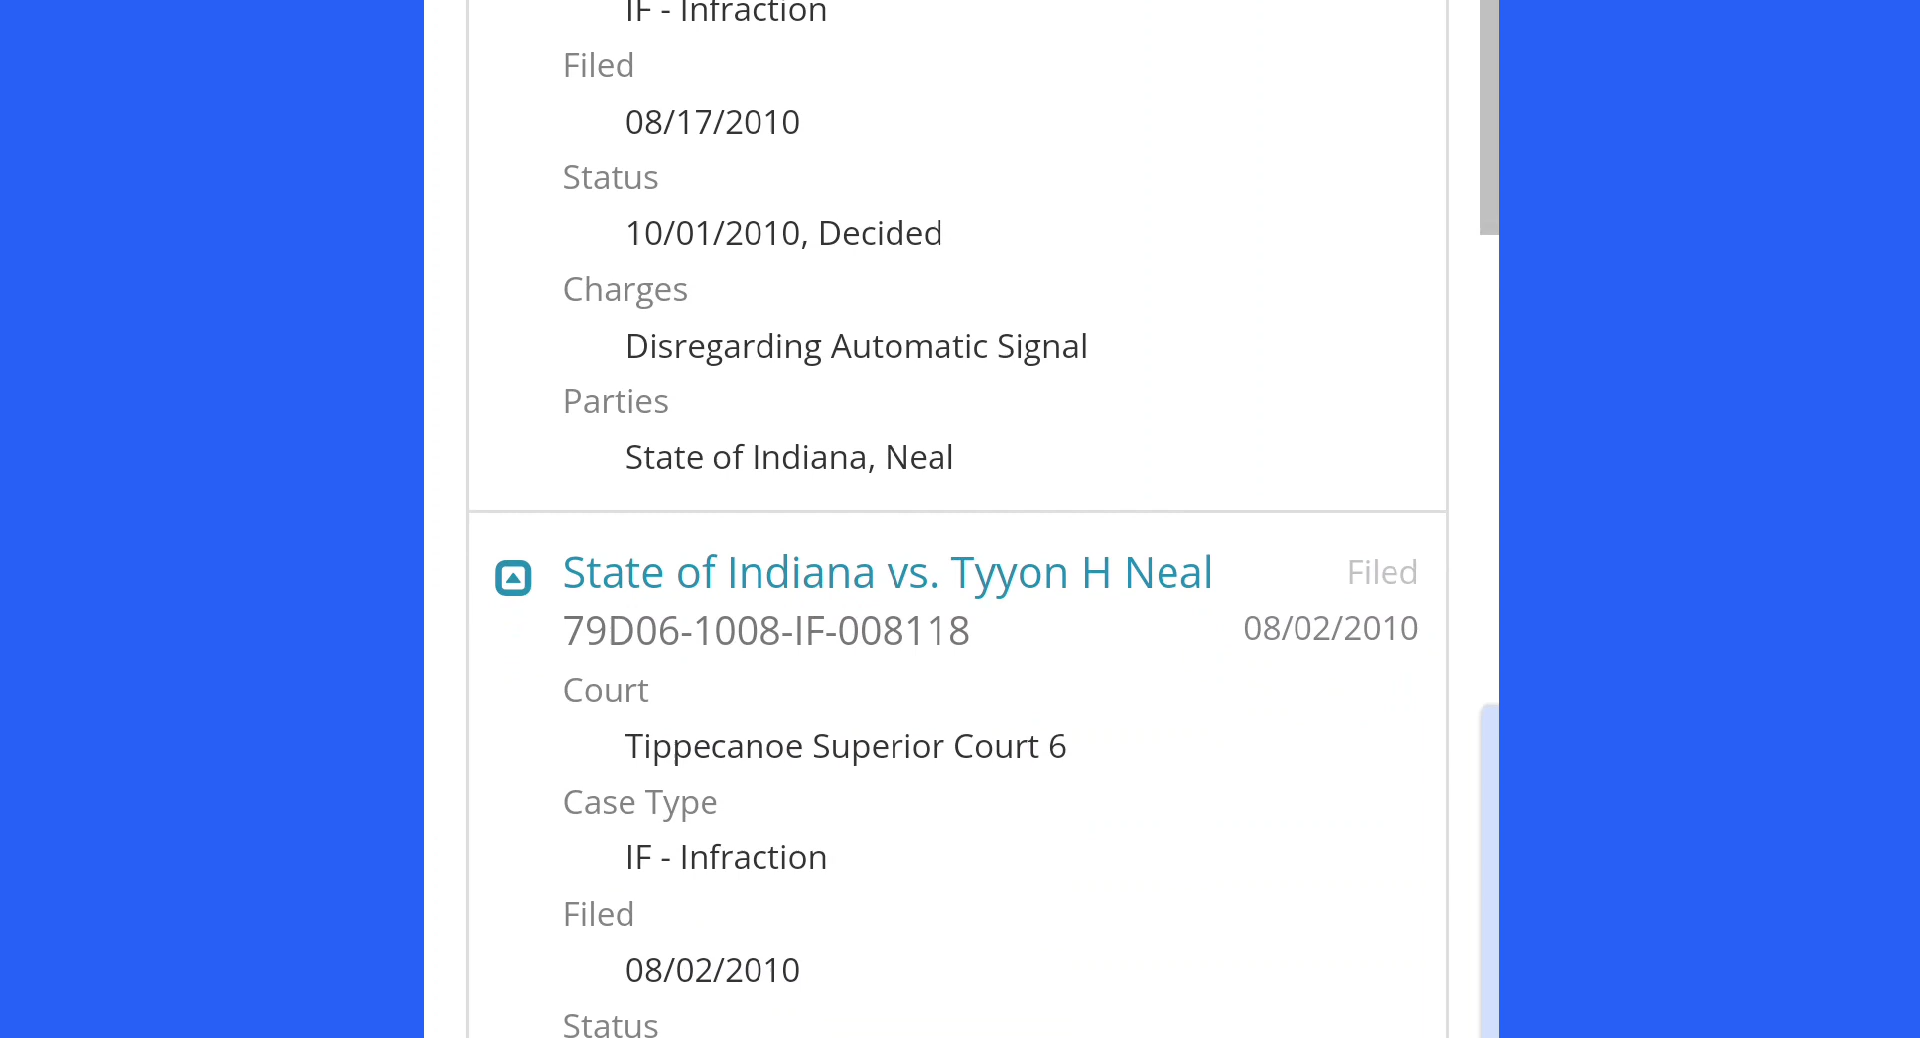 IF - Infraction
Filed
08/17/2010
Status
10/01/2010, Decided
Charges
Disregarding Automatic Signal
Parties
State of Indiana, Neal
State of Indiana vs. Tyyon H Neal
Filed
79D06-1008-IF-008118
08/02/2010
Court
Tippecanoe Superior Court 6
Case Type
IF - Infraction
Filed
08/02/2010
Status